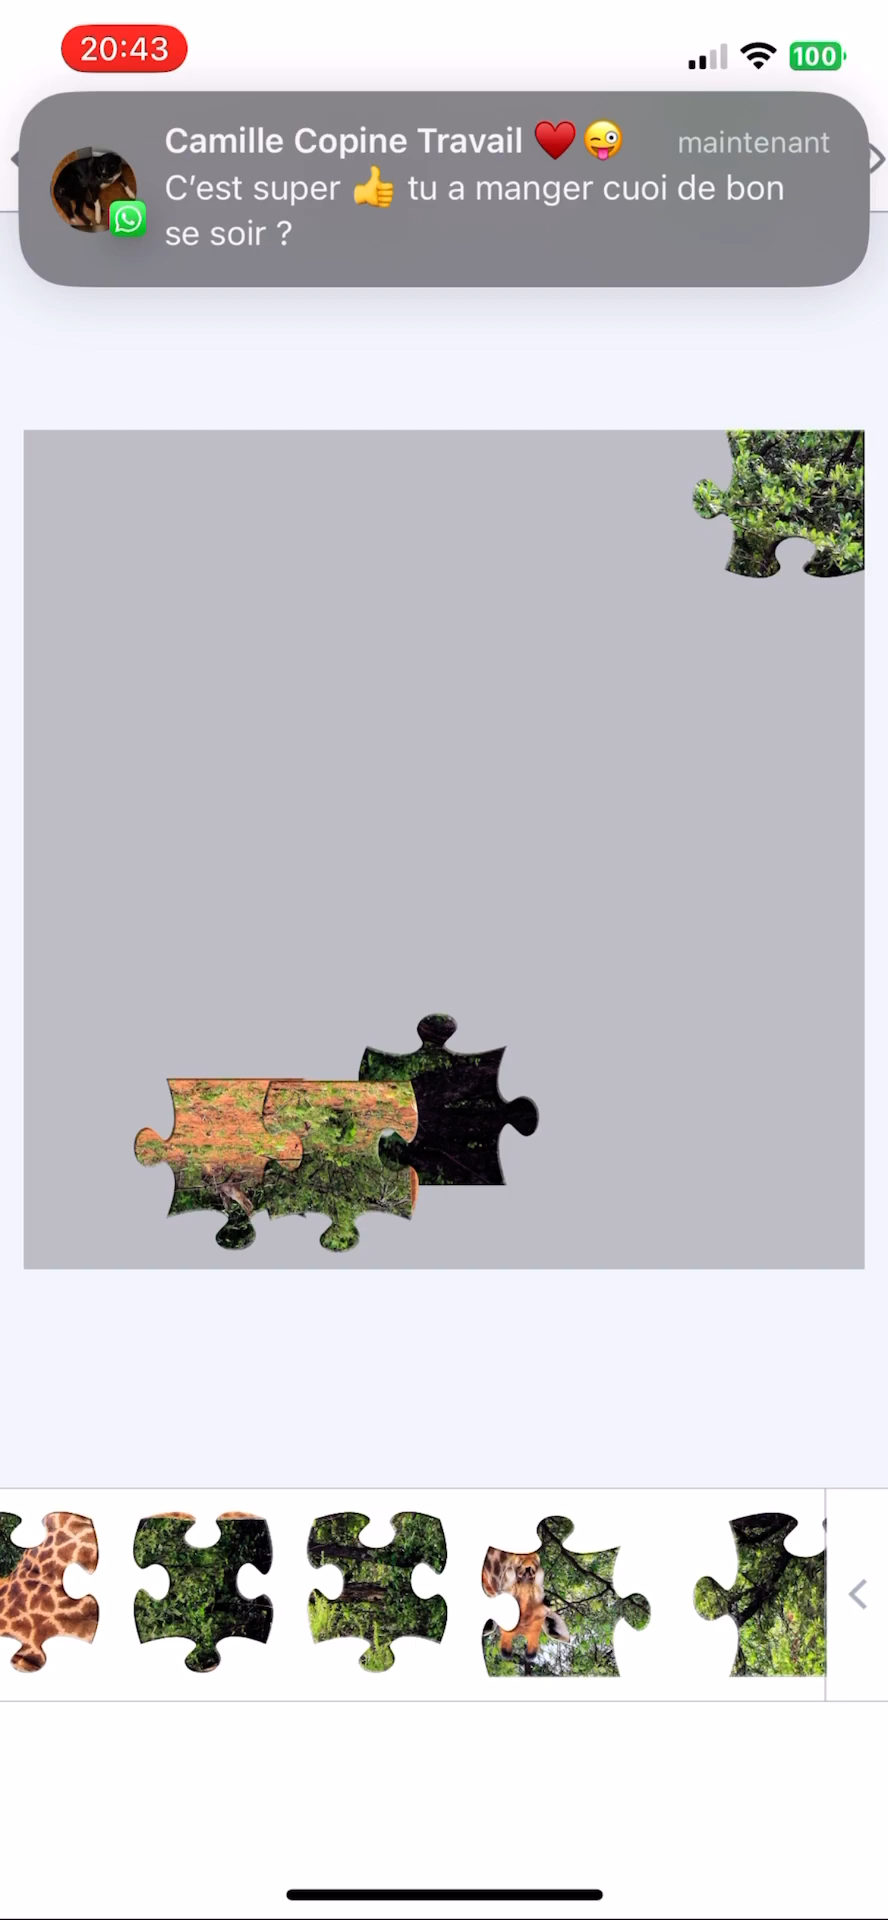 20:43
100
Camille Copine Travail ❤️😜 maintenant
C’est super 👍 tu a manger cuoi de bon
se soir ?